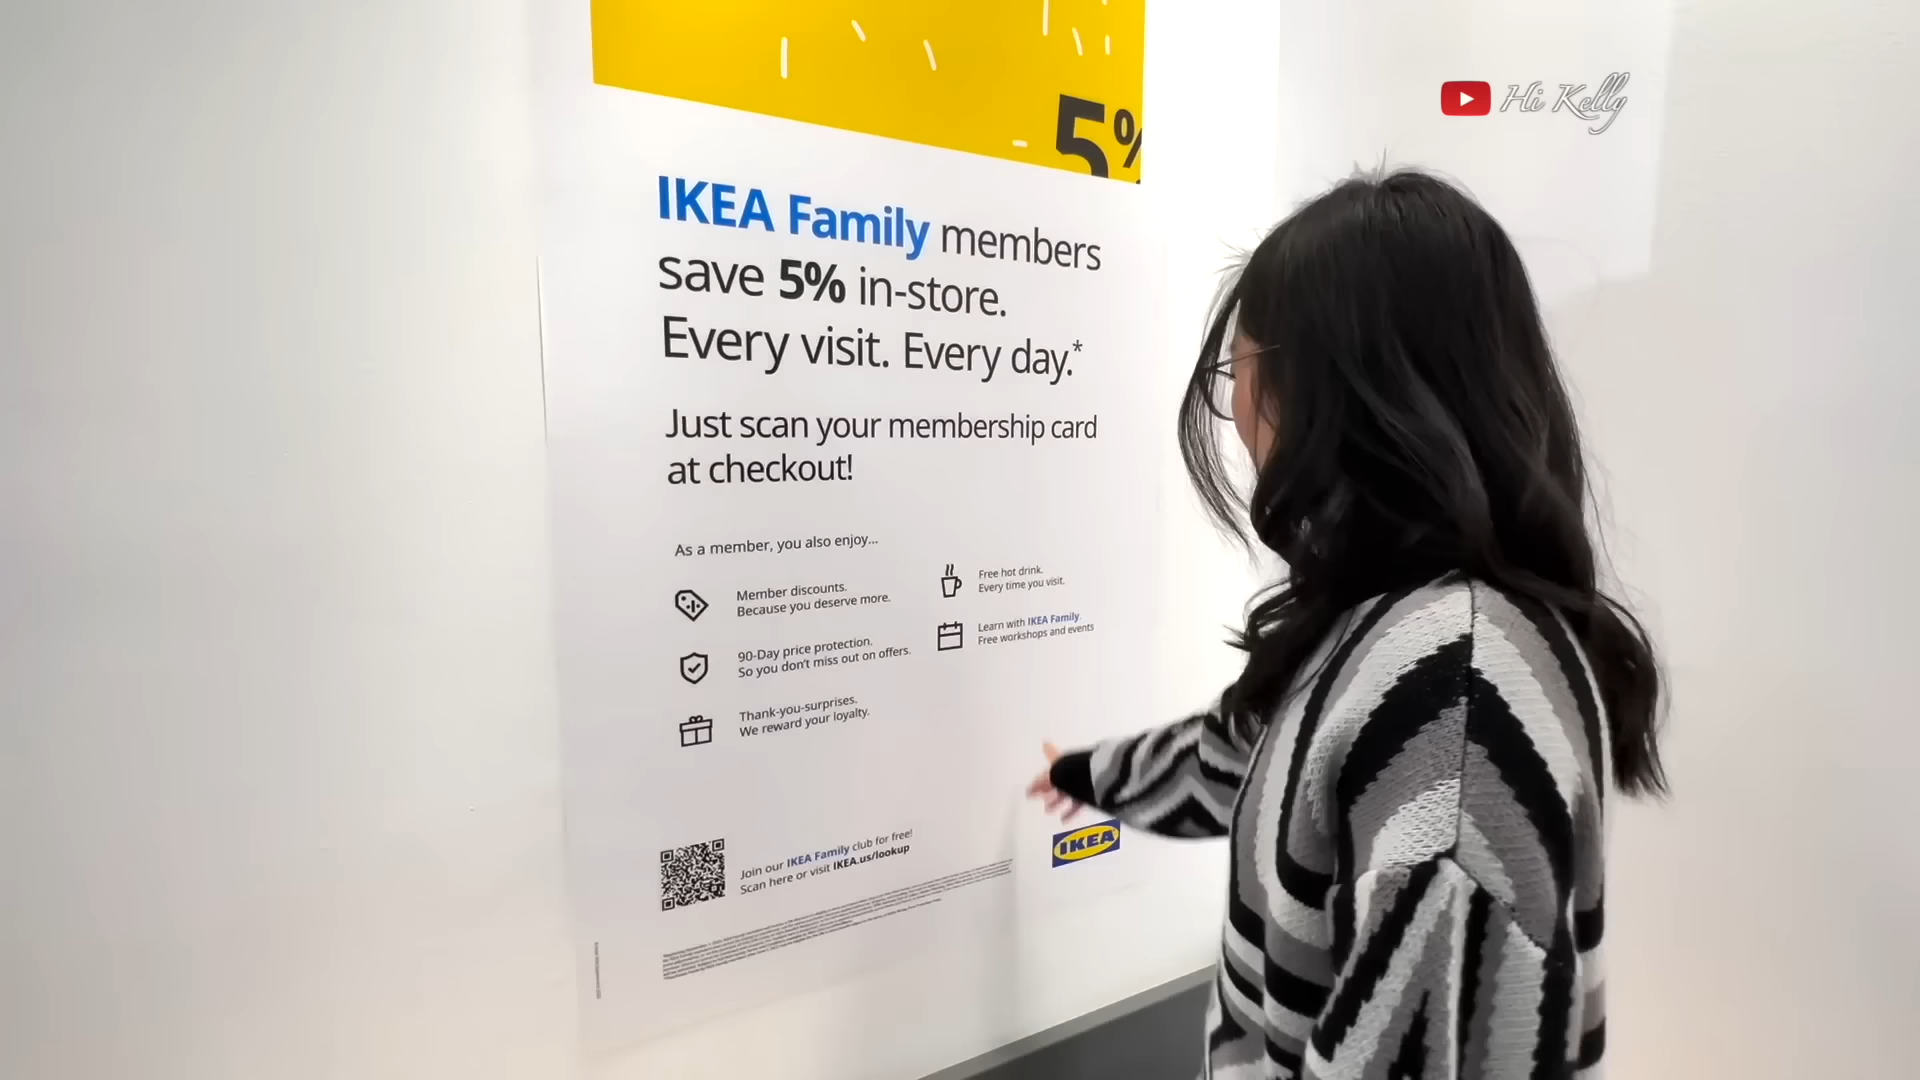 Hi Kelly
5%
IKEA Family members
save 5% in-store.
Every visit. Every day.*
Just scan your membership card
at checkout!
As a member, you also enjoy...
Member discounts.
Because you deserve more.
90-Day price protection.
So you don't miss out on offers.
Thank-you-surprises.
We reward your loyalty.
Free hot drink.
Every time you visit.
Learn with IKEA Family.
Free workshops and events
Join our IKEA Family club for free!
Scan here or visit IKEA.us/lookup
IKEA